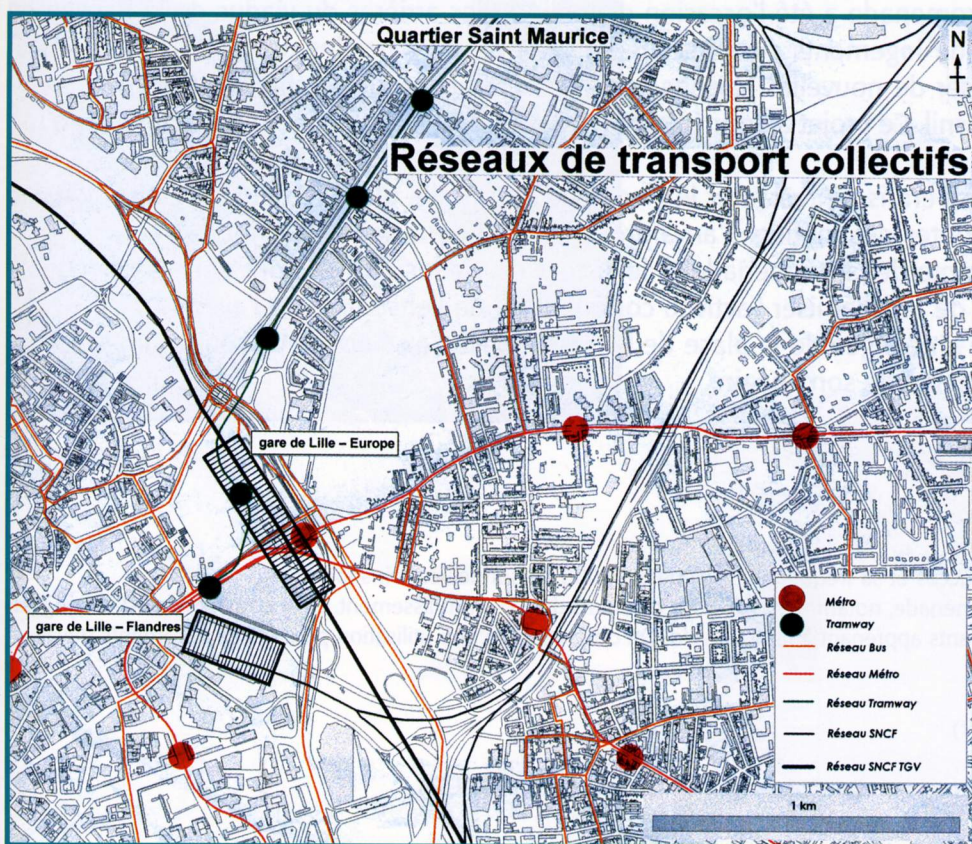 Quartier Saint Maurice
N
Réseaux de transport collectifs
gare de Lille – Europe
gare de Lille – Flandres
Métro
Tramway
Réseau Bus
Réseau Métro
Réseau Tramway
Réseau SNCF
Réseau SNCF TGV
1 km